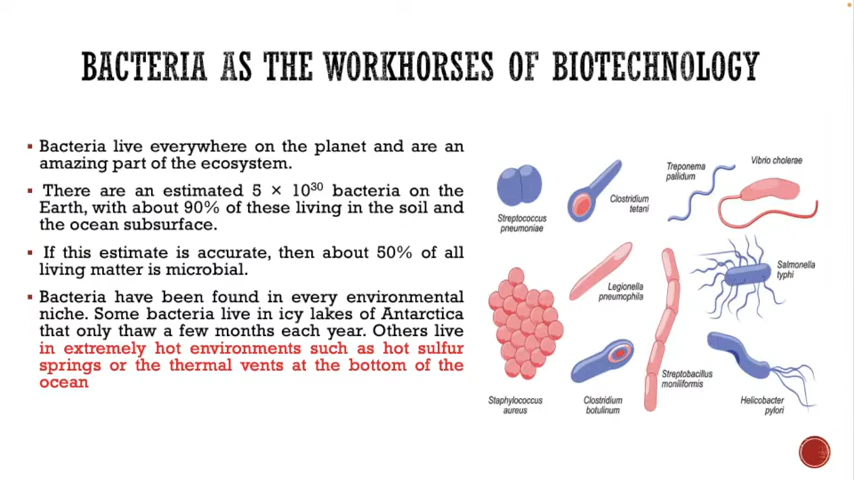 BACTERIA AS THE WORKHORSES OF BIOTECHNOLOGY
▪ Bacteria live everywhere on the planet and are an
amazing part of the ecosystem.
▪ There are an estimated 5 × 10³⁰ bacteria on the
Earth, with about 90% of these living in the soil and
the ocean subsurface.
▪ If this estimate is accurate, then about 50% of all
living matter is microbial.
▪ Bacteria have been found in every environmental
niche. Some bacteria live in icy lakes of Antarctica
that only thaw a few months each year. Others live
in extremely hot environments such as hot sulfur
springs or the thermal vents at the bottom of the
ocean
Streptococcus
pneumoniae
Clostridium
tetani
Treponema
pallidum
Vibrio cholerae
Legionella
pneumophila
Salmonella
typhi
Staphylococcus
aureus
Clostridium
botulinum
Streptobacillus
moniliformis
Helicobacter
pylori